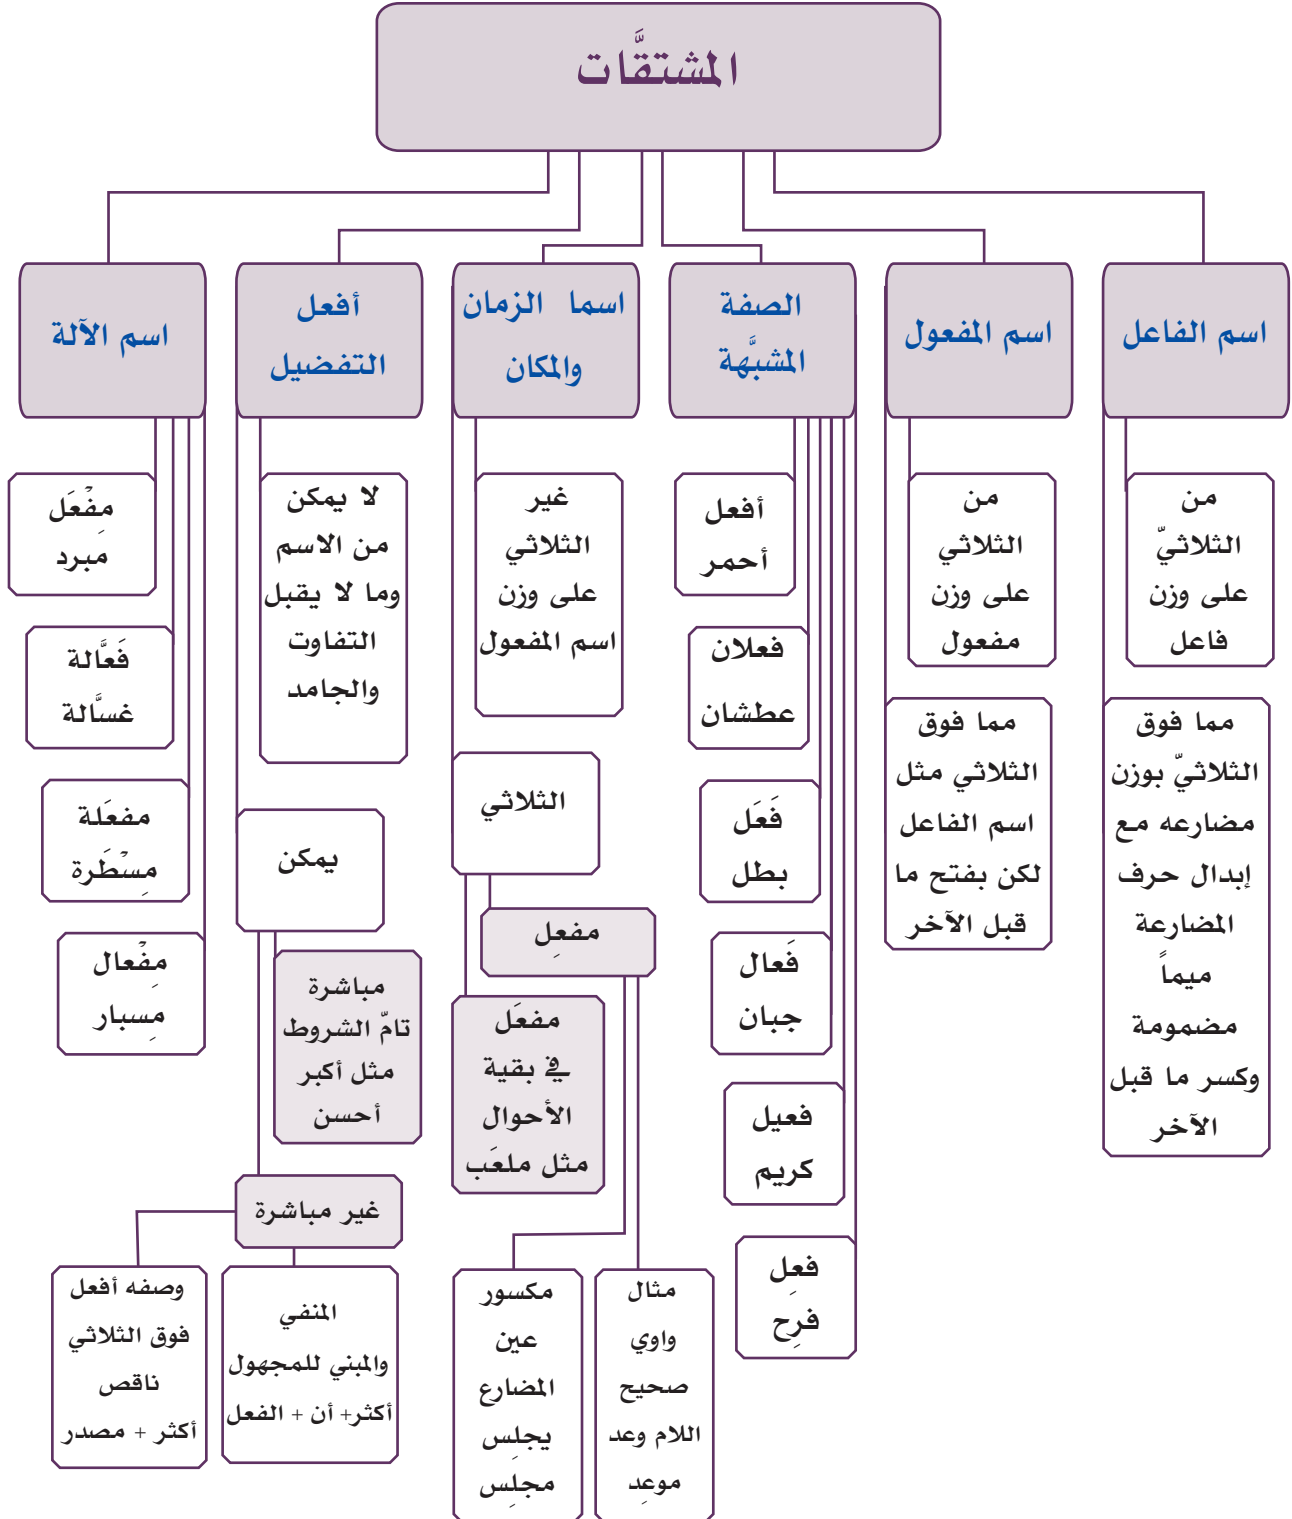 المشتقَّات
اسم الفاعل
من
الثلاثيّ
على وزن
فاعل
مما فوق
الثلاثيّ بوزن
مضارعه مع
إبدال حرف
المضارعة
ميماً
مضمومة
وكسر ما قبل
الآخر
اسم المفعول
من
الثلاثي
على وزن
مفعول
مما فوق
الثلاثي مثل
اسم الفاعل
لكن بفتح ما
قبل الآخر
الصفة
المشبَّهة
أفعل
أحمر
فعلان
عطشان
فَعَل
بطل
فَعال
جبان
فعيل
كريم
فعِل
فرِح
اسما الزمان
والمكان
غير
الثلاثي
على وزن
اسم المفعول
الثلاثي
مفعِل
مثال
واوي
صحيح
اللام وعد
موعِد
مكسور
عين
المضارع
يجلِس
مجلِس
مفعَل
في بقية
الأحوال
مثل ملعَب
أفعل
التفضيل
لا يمكن
من الاسم
وما لا يقبل
التفاوت
والجامد
يمكن
مباشرة
تامّ الشروط
مثل أكبر
أحسن
غير مباشرة
المنفي
والمبني للمجهول
أكثر+ أن + الفعل
وصفه أفعل
فوق الثلاثي
ناقص
أكثر + مصدر
اسم الآلة
مِفْعَل
مِبرد
فَعَّالة
غسَّالة
مفعَلة
مِسْطَرة
مِفْعال
مِسبار